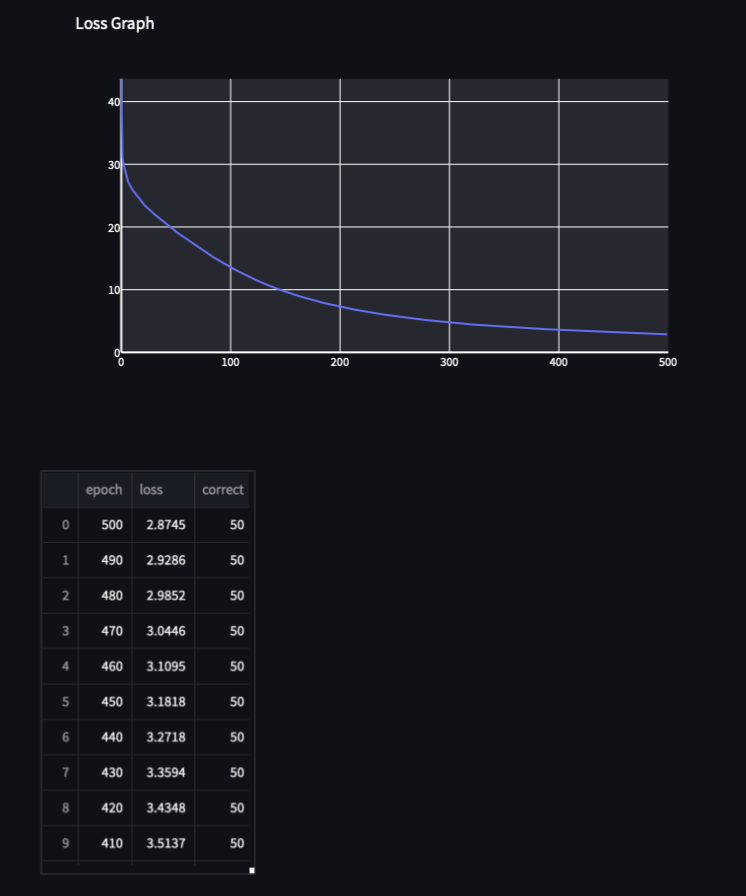 Loss Graph
40
30
20
10
0
0 100 200 300 400 500
epoch loss correct
0 500 2.8745 50
1 490 2.9286 50
2 480 2.9852 50
3 470 3.0446 50
4 460 3.1095 50
5 450 3.1818 50
6 440 3.2718 50
7 430 3.3594 50
8 420 3.4348 50
9 410 3.5137 50